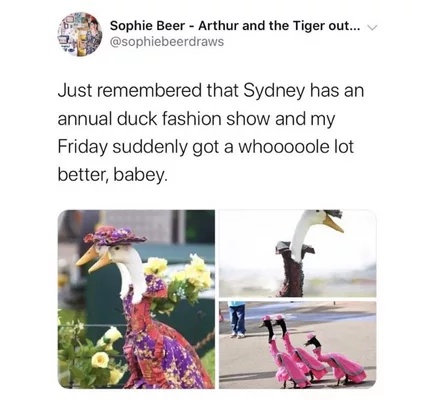 Sophie Beer - Arthur and the Tiger out...
@sophiebeerdraws
Just remembered that Sydney has an
annual duck fashion show and my
Friday suddenly got a whooooole lot
better, babey.